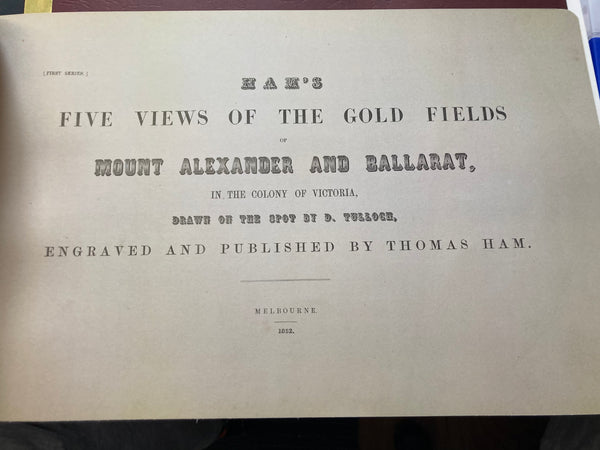 [FIRST SERIES.]
HAM'S
FIVE VIEWS OF THE GOLD FIELDS
OF
MOUNT ALEXANDER AND BALLARAT,
IN THE COLONY OF VICTORIA,
DRAWN ON THE SPOT BY D. TULLOCH,
ENGRAVED AND PUBLISHED BY THOMAS HAM.
MELBOURNE.
1852.